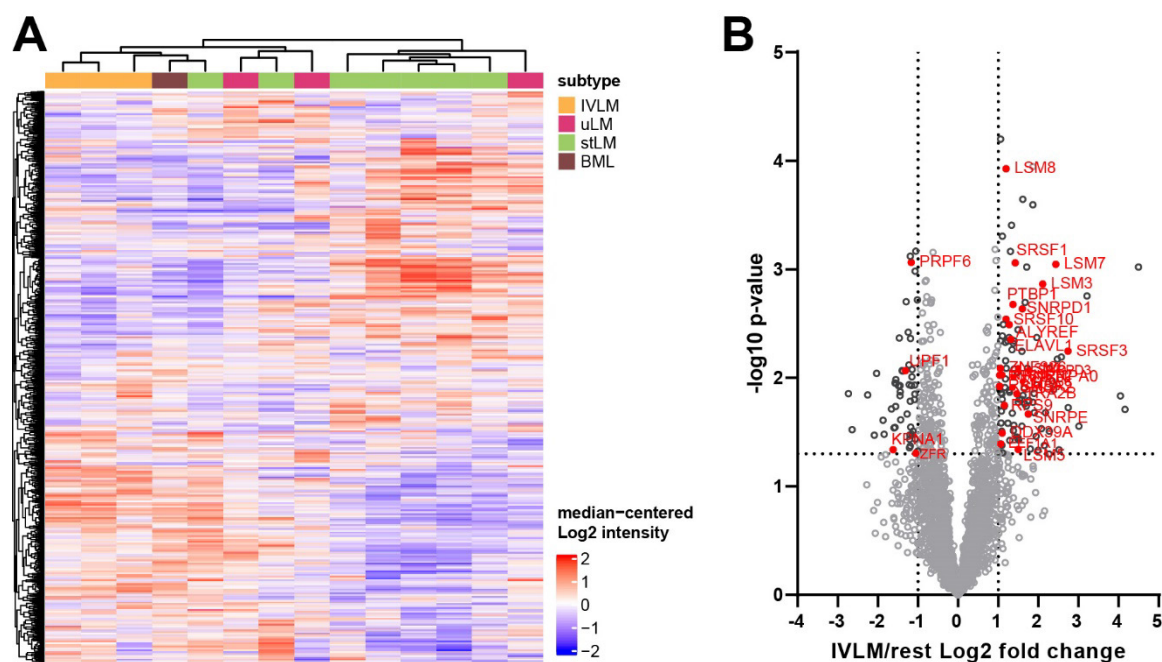 A
subtype
IVLM
uLM
stLM
BML
median-centered
Log2 intensity
2
1
0
-1
-2
B
5
4
3
2
1
0
-log10 p-value
LSM8
SRSF1
PRPF6
LSM7
LSM3
PTBP1
SNRPD1
SRSF10
ALYREF
ELAVL1
SRSF3
UPF1
SNRPE
KPNA1
DDX39A
ZFR
LSM5
-4 -3 -2 -1 0 1 2 3 4 5
IVLM/rest Log2 fold change